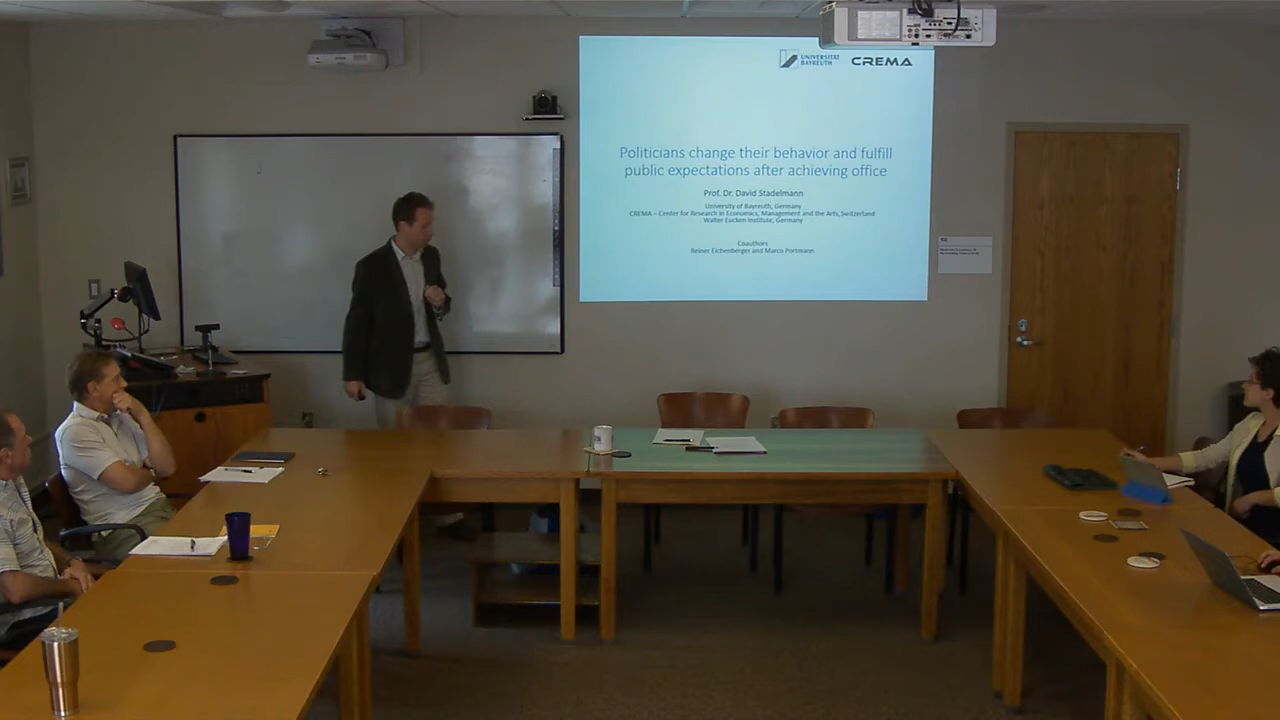 UNIVERSITÄT
BAYREUTH
CREMA
Politicians change their behavior and fulfill
public expectations after achieving office
Prof. Dr. David Stadelmann
University of Bayreuth, Germany
CREMA – Center for Research in Economics, Management and the Arts, Switzerland
Walter Eucken Institute, Germany
Coauthors
Reiner Eichenberger and Marco Portmann